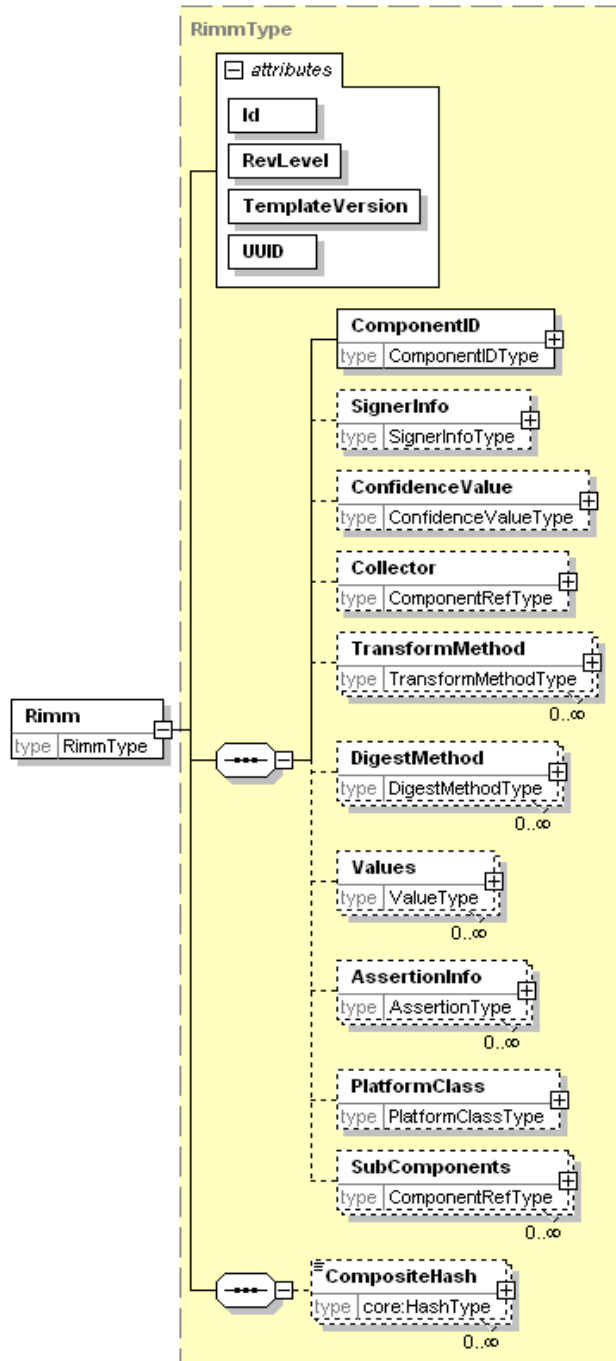 RimmType
attributes
Id
RevLevel
TemplateVersion
UUID
ComponentID
type ComponentIDType
SignerInfo
type SignerInfoType
ConfidenceValue
type ConfidenceValueType
Collector
type ComponentRefType
TransformMethod
type TransformMethodType
0..∞
Rimm
type RimmType
DigestMethod
type DigestMethodType
0..∞
Values
type ValueType
0..∞
AssertionInfo
type AssertionType
0..∞
PlatformClass
type PlatformClassType
SubComponents
type ComponentRefType
0..∞
CompositeHash
type core:HashType
0..∞